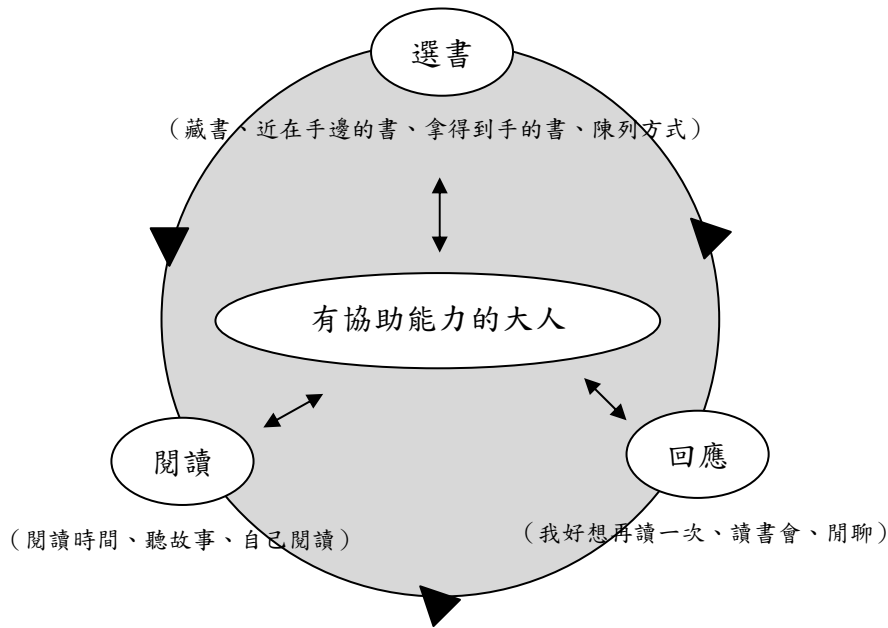 選書
（藏書、近在手邊的書、拿得到手的書、陳列方式）
有協助能力的大人
閱讀
回應
（閱讀時間、聽故事、自己閱讀）
（我好想再讀一次、讀書會、閒聊）